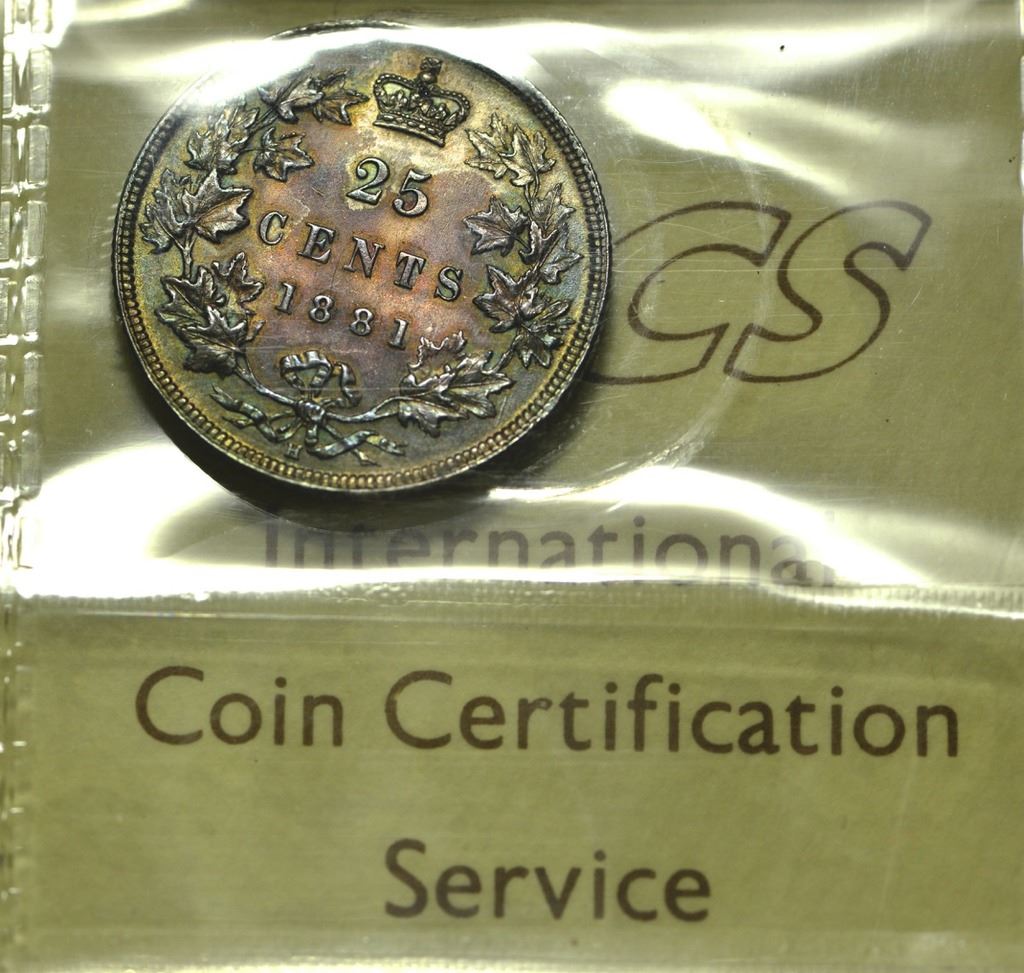 25
CENTS
1881
H
CS
International
Coin Certification
Service